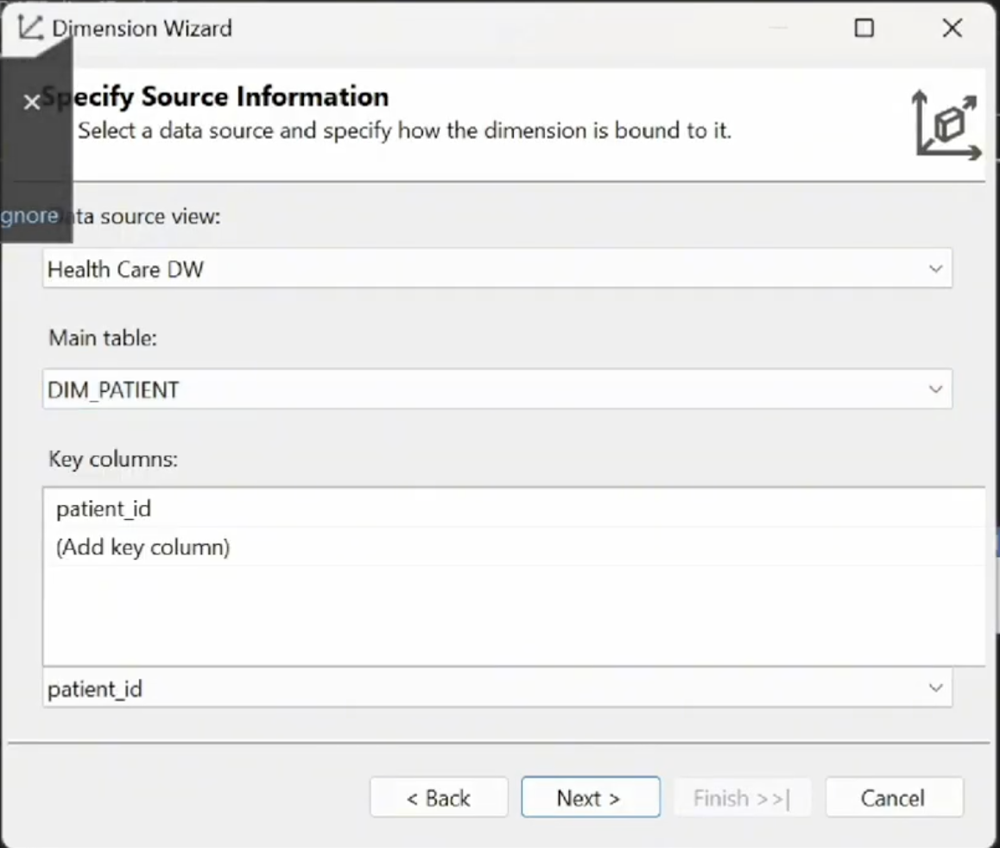 Dimension Wizard
Specify Source Information
Select a data source and specify how the dimension is bound to it.
gnore
ata source view:
Health Care DW
Main table:
DIM_PATIENT
Key columns:
patient_id
(Add key column)
patient_id
< Back
Next >
Finish >>|
Cancel